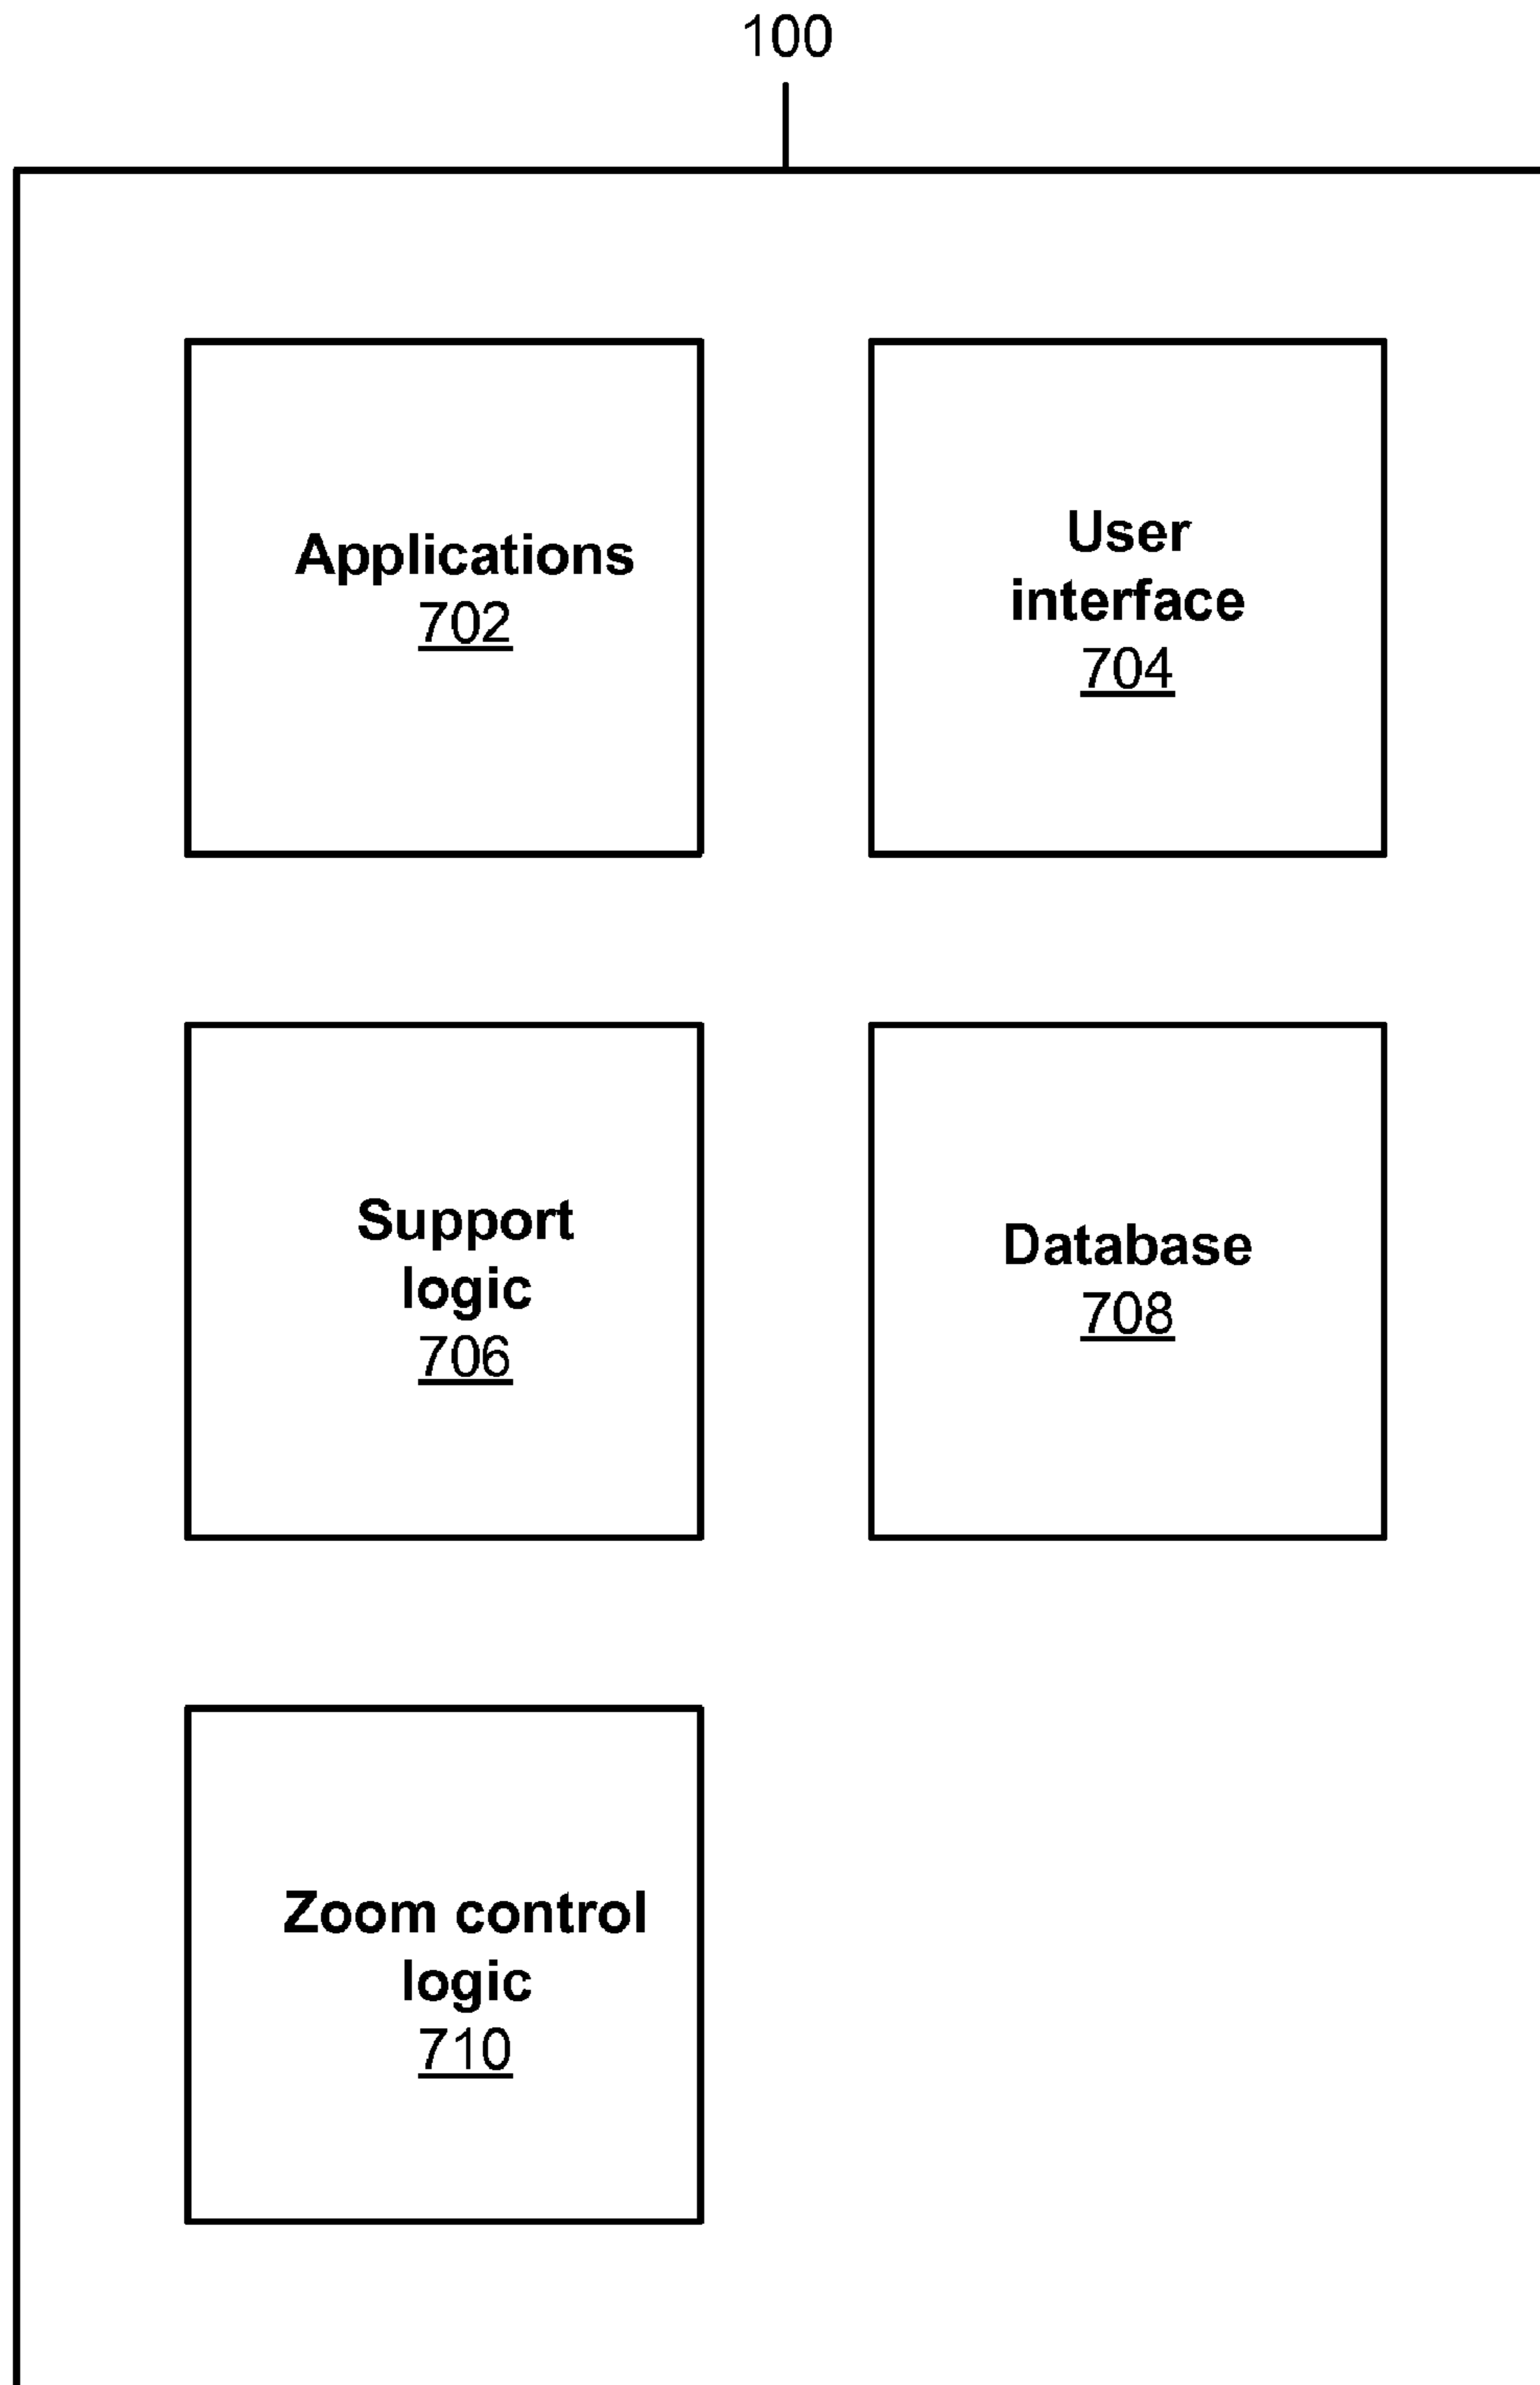 100
Applications
702
User
interface
704
Support
logic
706
Database
708
Zoom control
logic
710